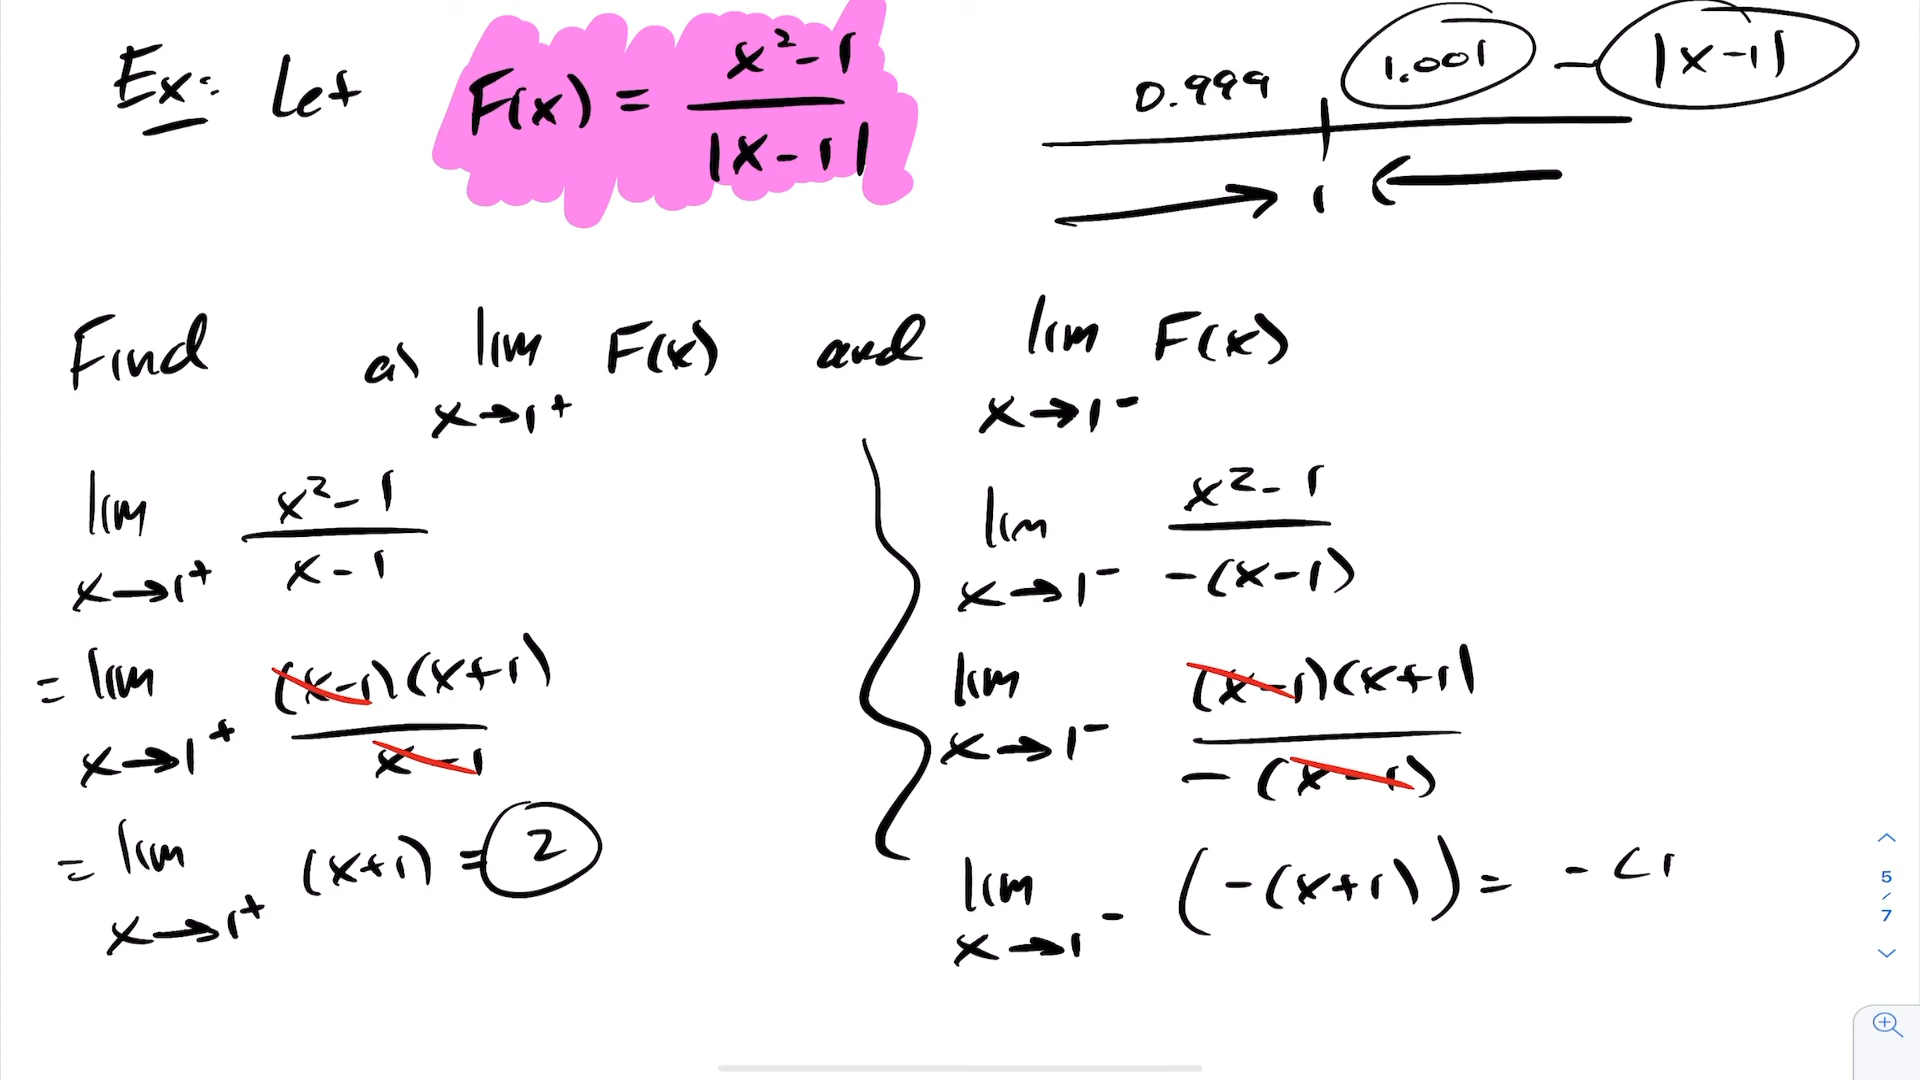 Ex: Let F(x) = x²-1 / |x-1|
0.999 1.001 |x-1|
1
Find as lim x→1⁺ F(x) and lim x→1⁻ F(x)
lim x→1⁺ x²-1 / x-1
= lim x→1⁺ (x-1)(x+1) / x-1
= lim x→1⁺ (x+1) = 2
lim x→1⁻ x²-1 / -(x-1)
lim x→1⁻ (x-1)(x+1) / -(x-1)
lim x→1⁻ (-(x+1)) = - (1
5
/
7